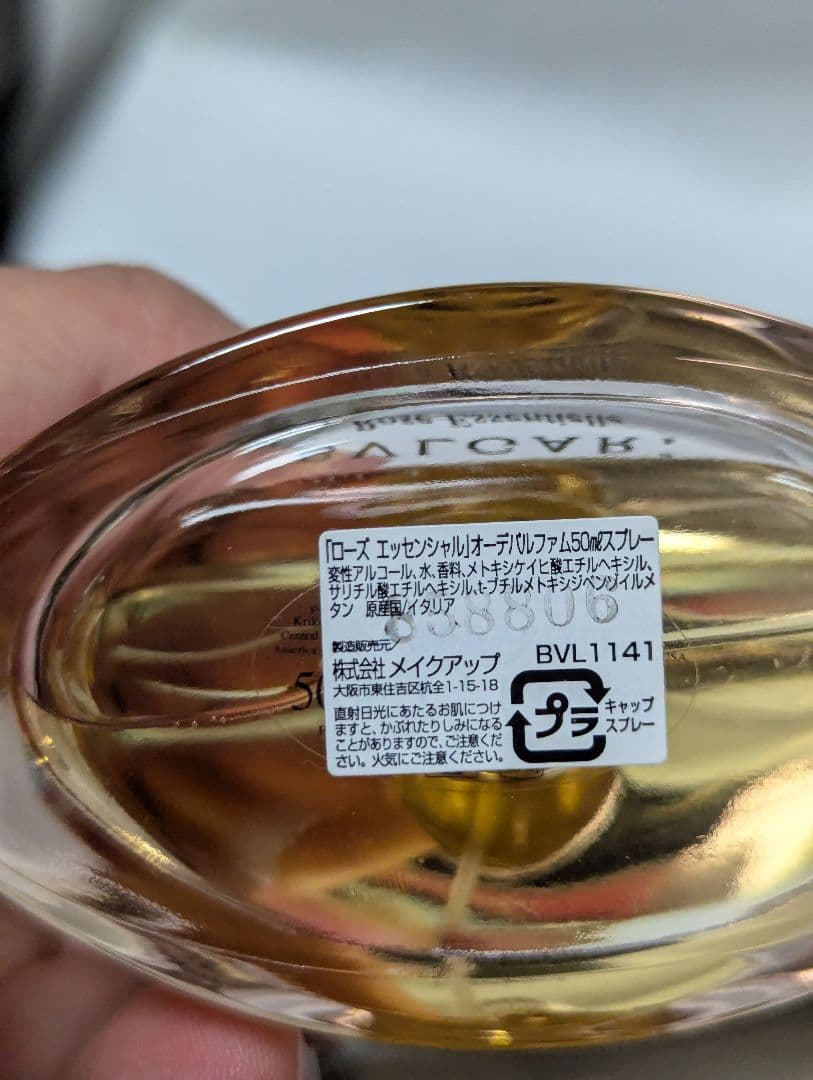 Rose Essentielle
BVLGARI
「ローズ エッセンシャル」オーデパルファム50mlスプレー
変性アルコール、水、香料、メトキシケイヒ酸エチルヘキシル、
サリチル酸エチルヘキシル、t-ブチルメトキシジベンゾイルメ
タン 原産国/イタリア
838806
製造販売元/
株式会社 メイクアップ
BVL1141
大阪市東住吉区杭全1-15-18
直射日光にあたるお肌につけ
ますと、かぶれたりしみになる
ことがありますので、ご注意くだ
さい。火気にご注意ください。
プラ
キャップ
スプレー
Central
America